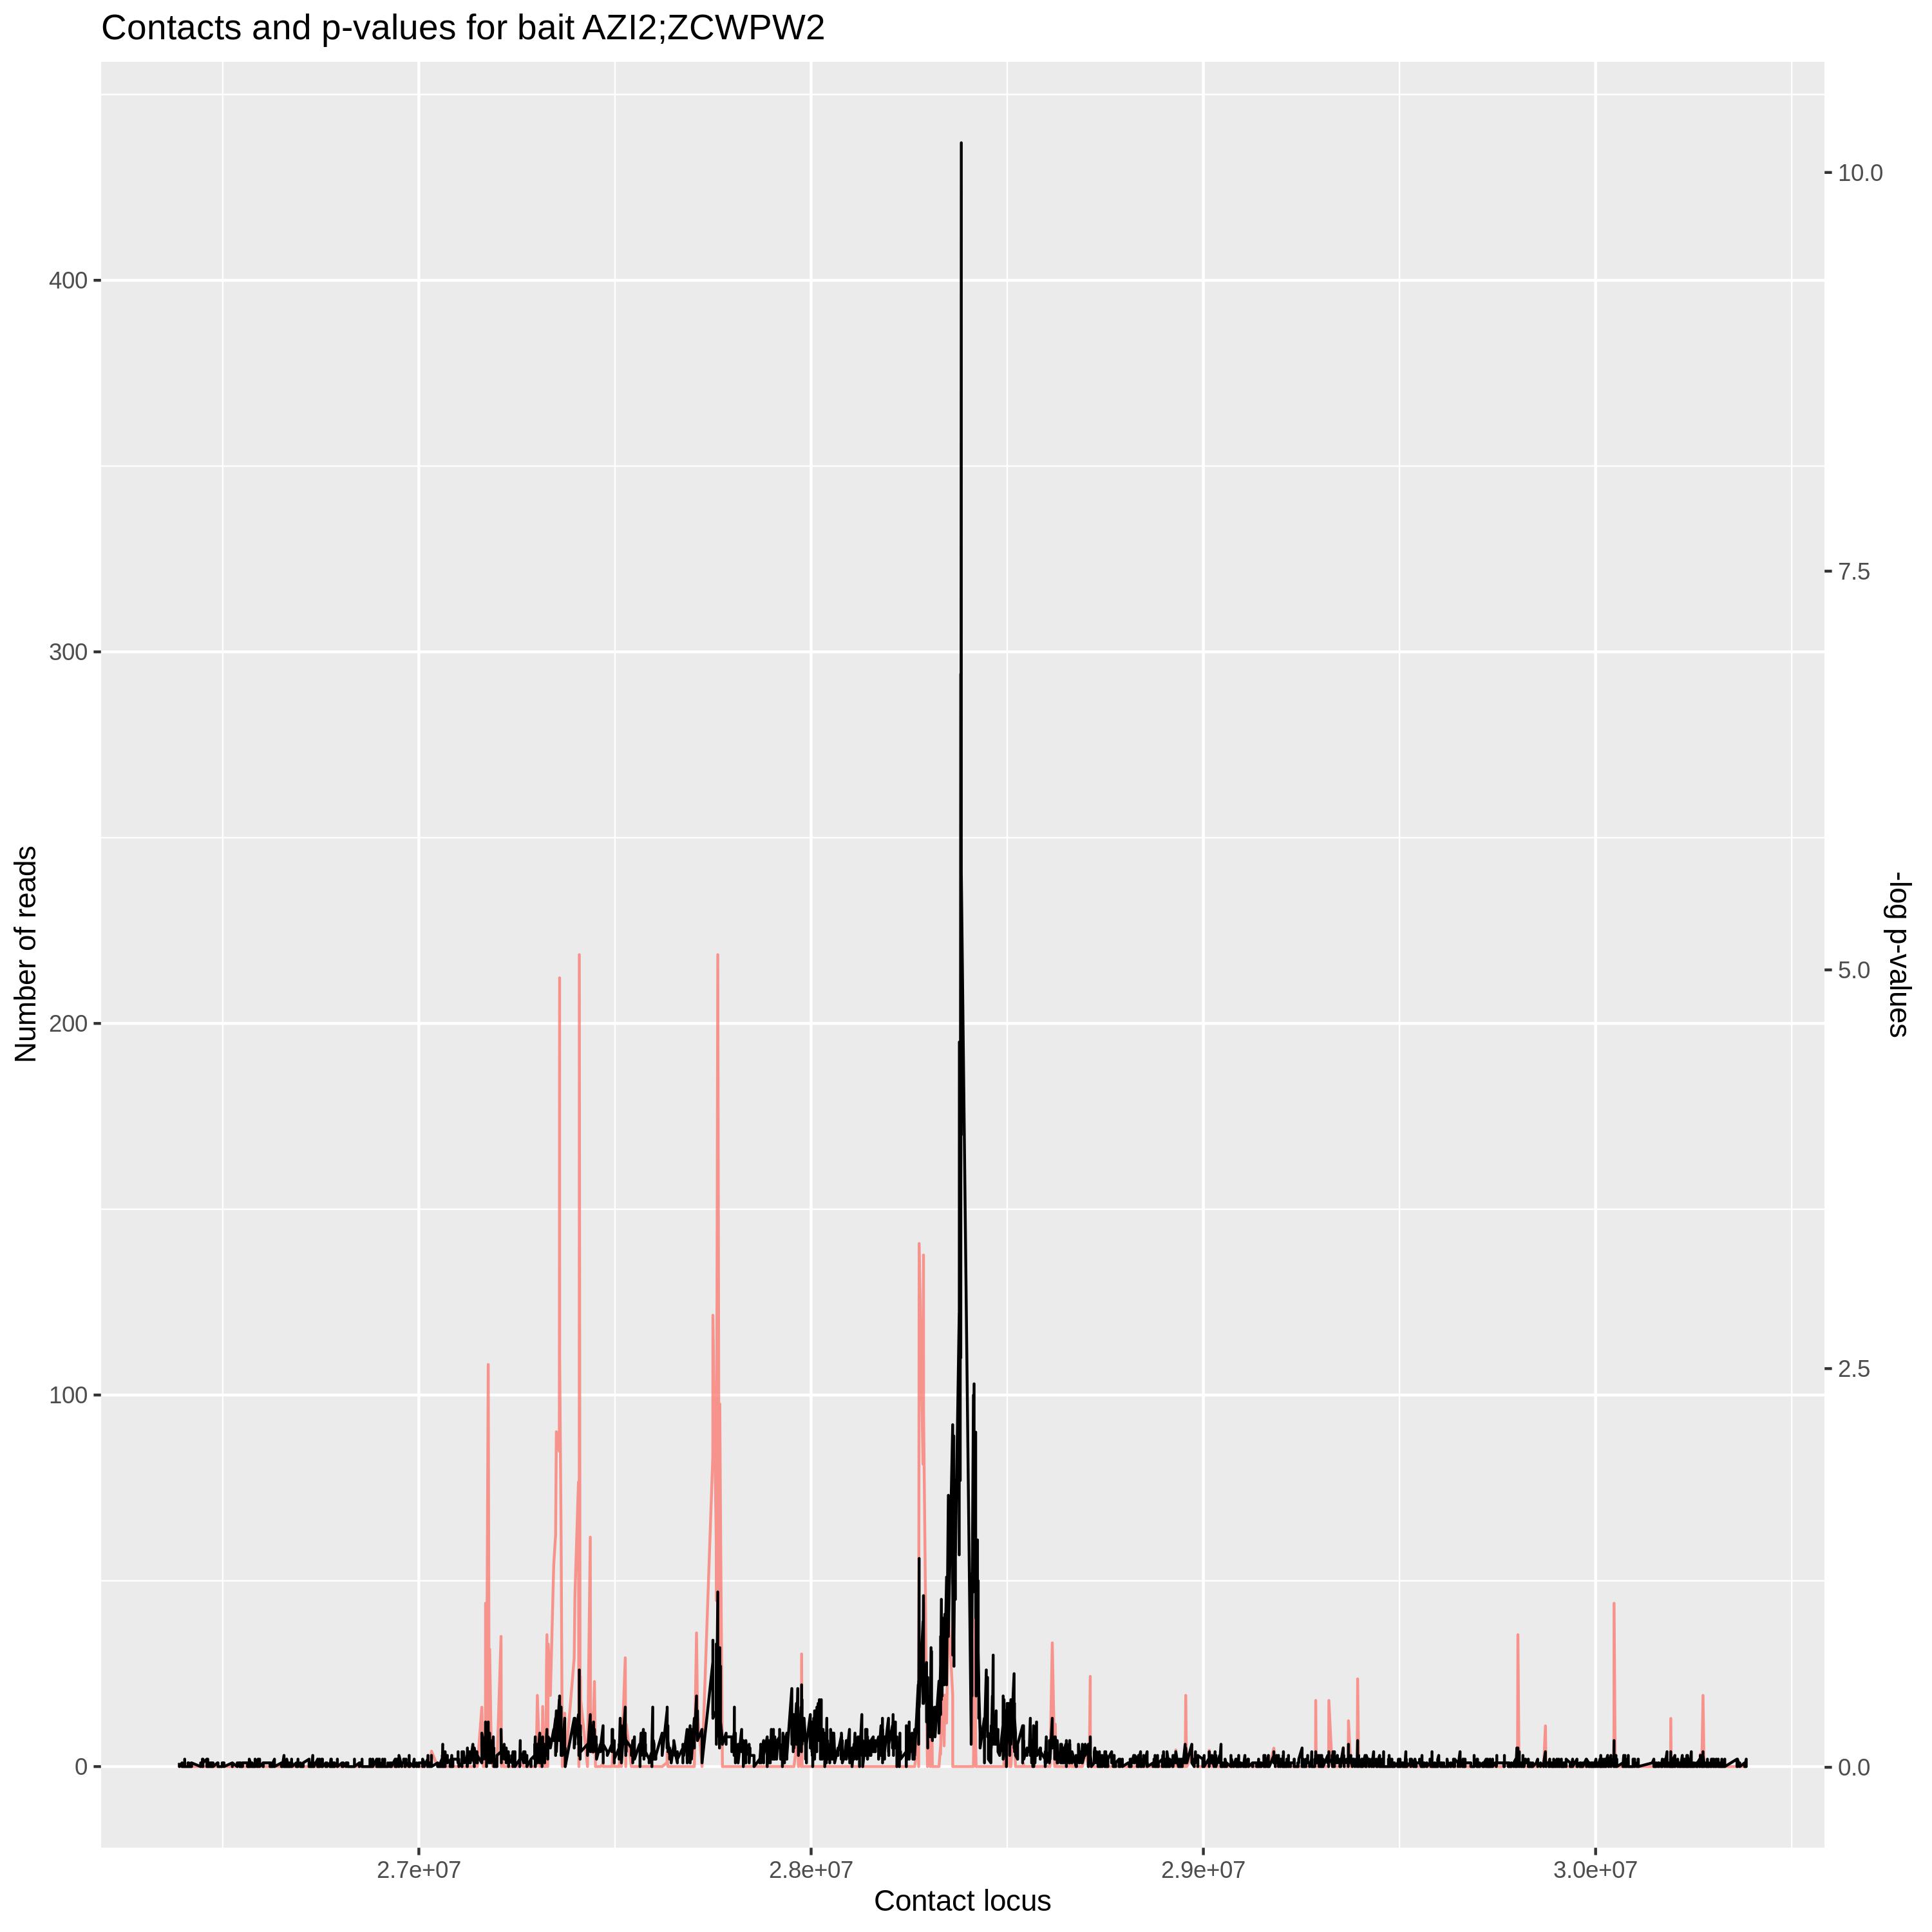 Contacts and p-values for bait AZI2;ZCWPW2
Number of reads
400
300
200
100
0
10.0
7.5
5.0
2.5
0.0
-log p-values
2.7e+07
2.8e+07
2.9e+07
3.0e+07
Contact locus